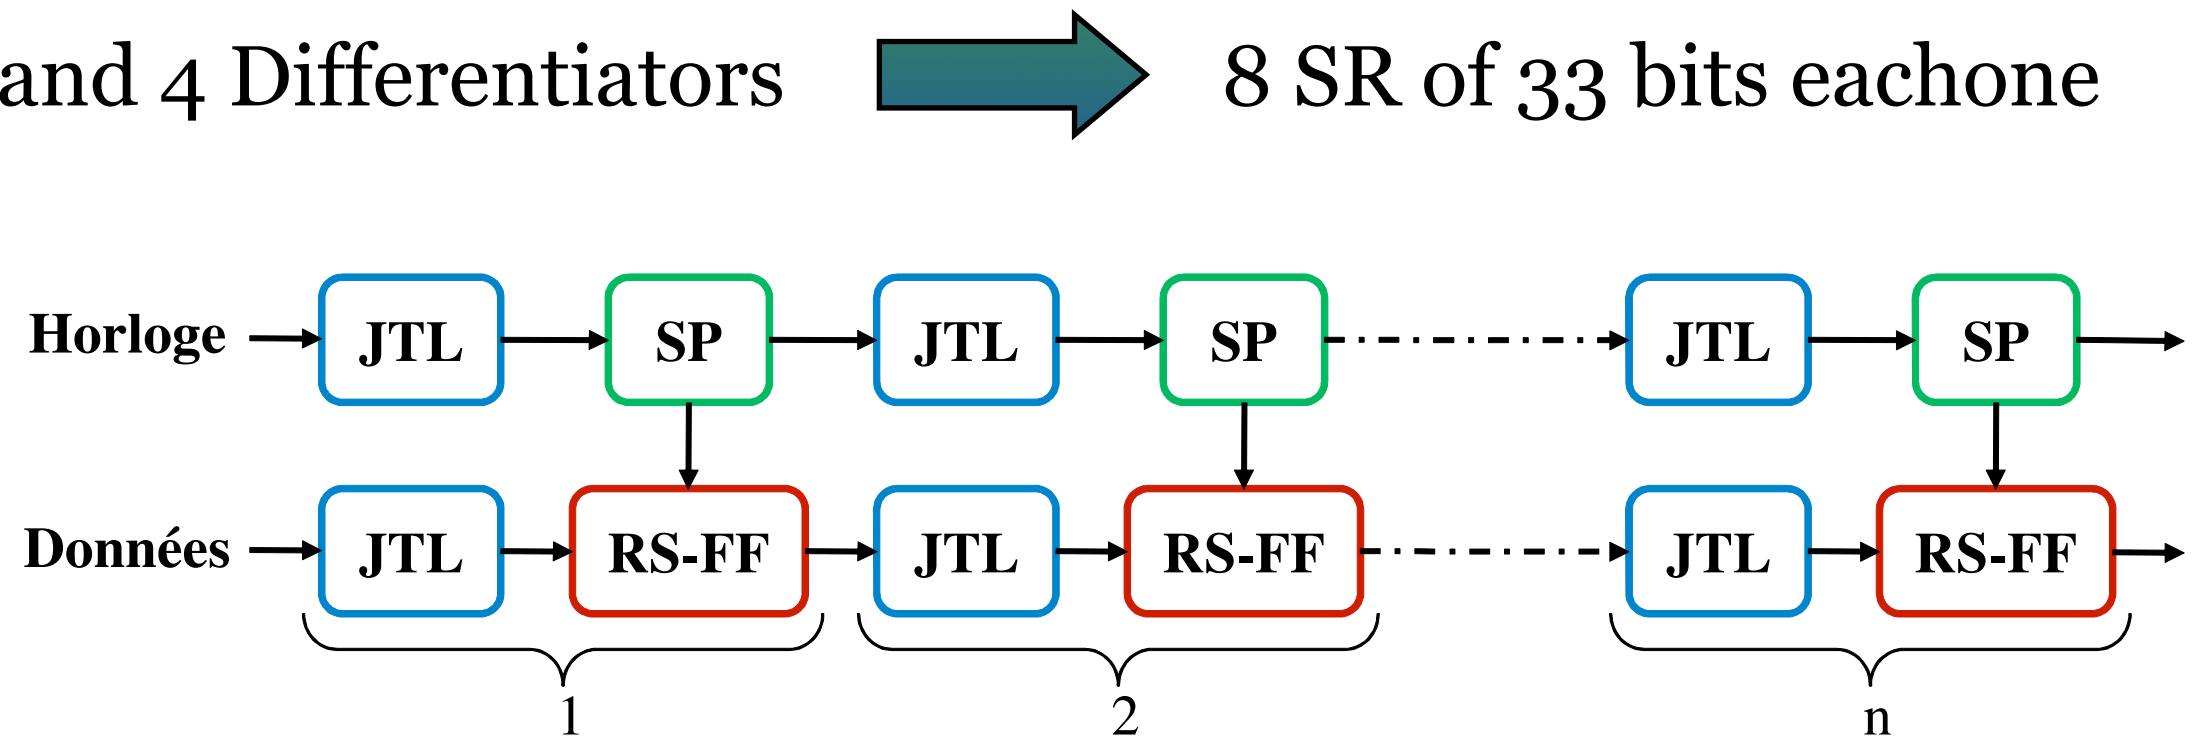 and 4 Differentiators 8 SR of 33 bits eachone
Horloge JTL SP JTL SP JTL SP
Données JTL RS-FF JTL RS-FF JTL RS-FF
1 2 n